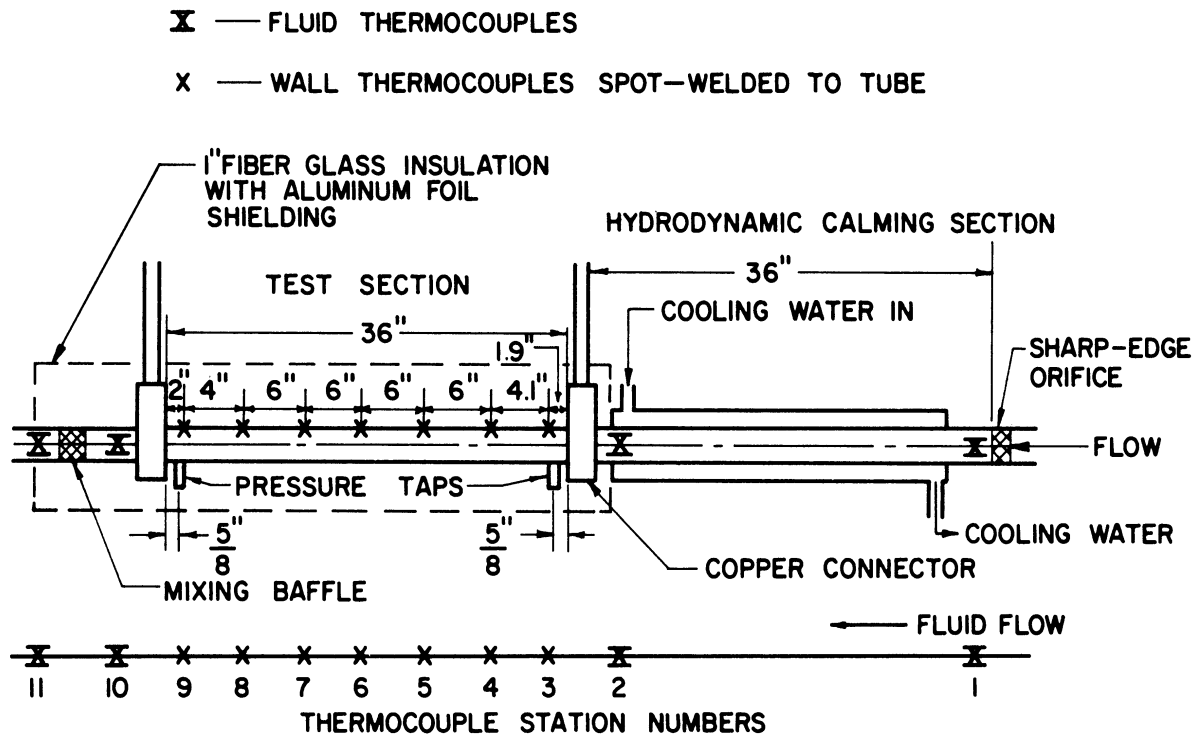 — FLUID THERMOCOUPLES
x — WALL THERMOCOUPLES SPOT-WELDED TO TUBE
1" FIBER GLASS INSULATION
WITH ALUMINUM FOIL
SHIELDING
HYDRODYNAMIC CALMING SECTION
36"
TEST SECTION
COOLING WATER IN
36"
1.9"
SHARP-EDGE
ORIFICE
2" 4" 6" 6" 6" 6" 4.1"
FLOW
PRESSURE TAPS
5"
8
5"
8
COOLING WATER
COPPER CONNECTOR
MIXING BAFFLE
FLUID FLOW
11 10 9 8 7 6 5 4 3 2 1
THERMOCOUPLE STATION NUMBERS